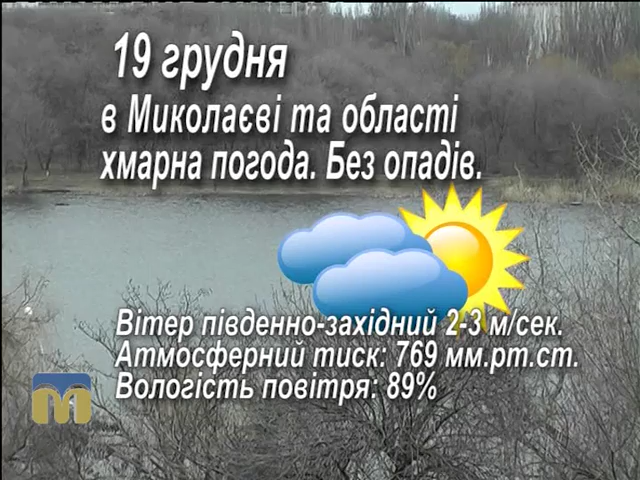 19 грудня
в Миколаєві та області
хмарна погода. Без опадів.
Вітер південно-західний 2-3 м/сек.
Атмосферний тиск: 769 мм.рт.ст.
Вологість повітря: 89%
М